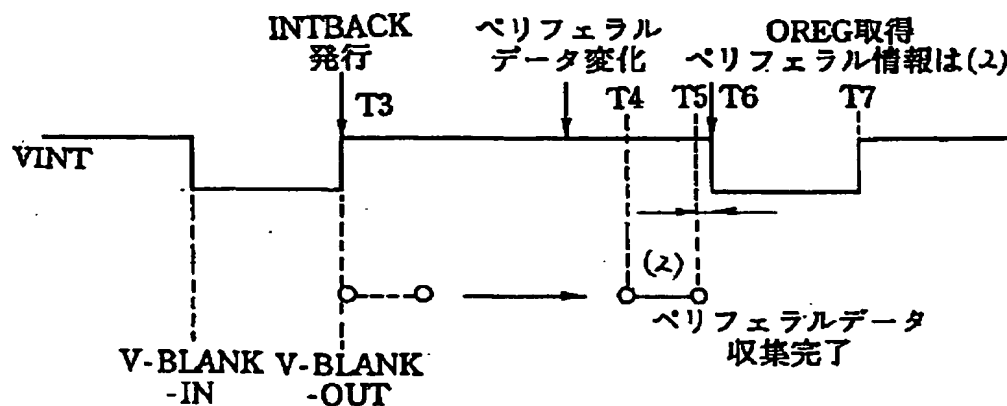 INTBACK
発行
ペリフェラル
データ変化
OREG取得
ペリフェラル情報は(2)
T3
T4
T5
T6
T7
VINT
(2)
ペリフェラルデータ
収集完了
V-BLANK
-IN
V-BLANK
-OUT